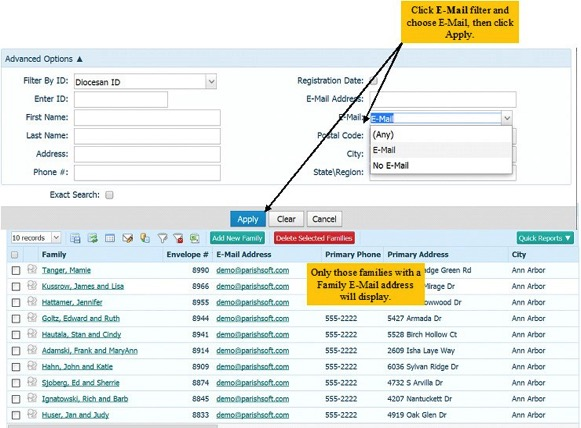 Click E-Mail filter and
choose E-Mail, then click
Apply.
Advanced Options ▲
Filter By ID: Diocesan ID
Registration Date:
Enter ID:
E-Mail Address:
First Name:
E-Mail: E-Mail
(Any)
E-Mail
No E-Mail
Last Name:
Postal Code:
Address:
City:
Phone #:
State\Region:
Exact Search:
Apply Clear Cancel
10 records Add New Family Delete Selected Families Quick Reports ▼
Family Envelope # E-Mail Address Primary Phone Primary Address City
Only those families with a
Family E-Mail address
will display.
Tanger, Mamie 8990 demo@parishsoft.com Green Rd Ann Arbor
Kussrow, James and Lisa 8966 demo@parishsoft.com Mirage Dr Ann Arbor
Hattamer, Jennifer 8955 demo@parishsoft.com Dr Ann Arbor
Goltz, Edward and Ruth 8944 demo@parishsoft.com 555-2222 5427 Armada Dr Ann Arbor
Hautala, Stan and Cindy 8941 demo@parishsoft.com 555-2222 5528 Birch Hollow Ct Ann Arbor
Adamski, Frank and MaryAnn 8914 demo@parishsoft.com 555-2222 2609 Isha Laye Way Ann Arbor
Hahn, John and Katie 8909 demo@parishsoft.com 555-2222 6036 Sylvan Ridge Dr Ann Arbor
Sjoberg, Ed and Sherrie 8874 demo@parishsoft.com 555-2222 4732 S Arvilla Dr Ann Arbor
Ignatowski, Rich and Barb 8845 demo@parishsoft.com 555-2222 4207 Nantuckett Dr Ann Arbor
Huser, Jan and Judy 8833 demo@parishsoft.com 555-2222 4919 Oak Glen Dr Ann Arbor